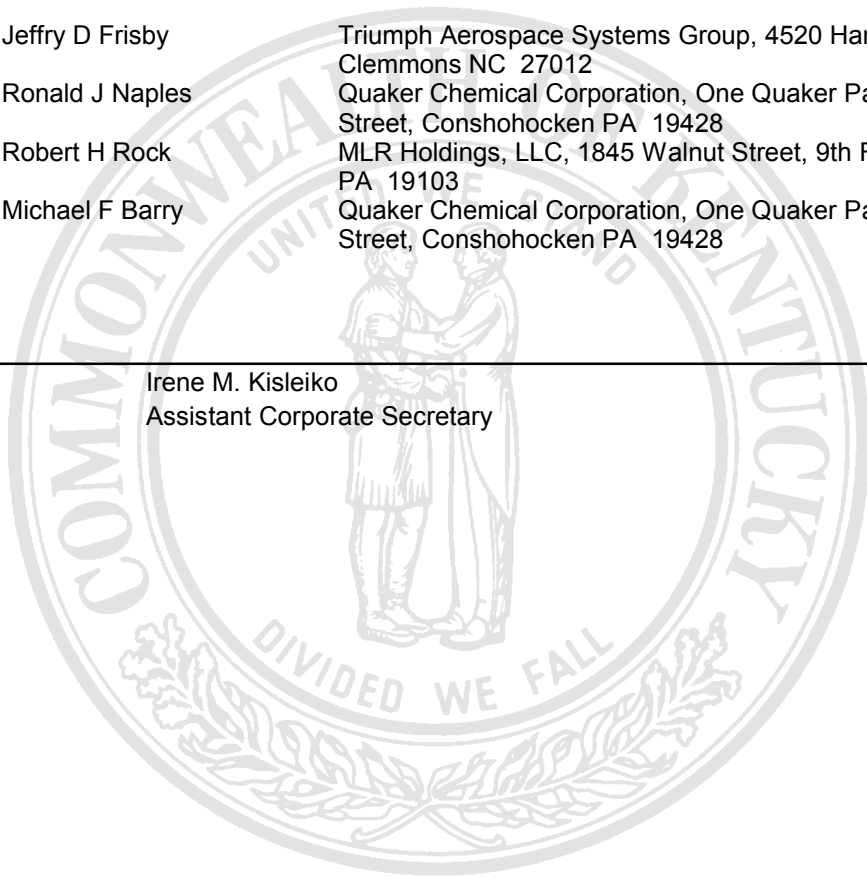 Jeffry D Frisby Triumph Aerospace Systems Group, 4520
Clemmons NC 27012
Ronald J Naples Quaker Chemical Corporation, One Quaker
Street, Conshohocken PA 19428
Robert H Rock MLR Holdings, LLC, 1845 Walnut Street, 9th
PA 19103
Michael F Barry Quaker Chemical Corporation, One Quaker
Street, Conshohocken PA 19428
Irene M. Kisleiko
Assistant Corporate Secretary
COMMONWEALTH OF KENTUCKY
UNITED WE STAND
DIVIDED WE FALL